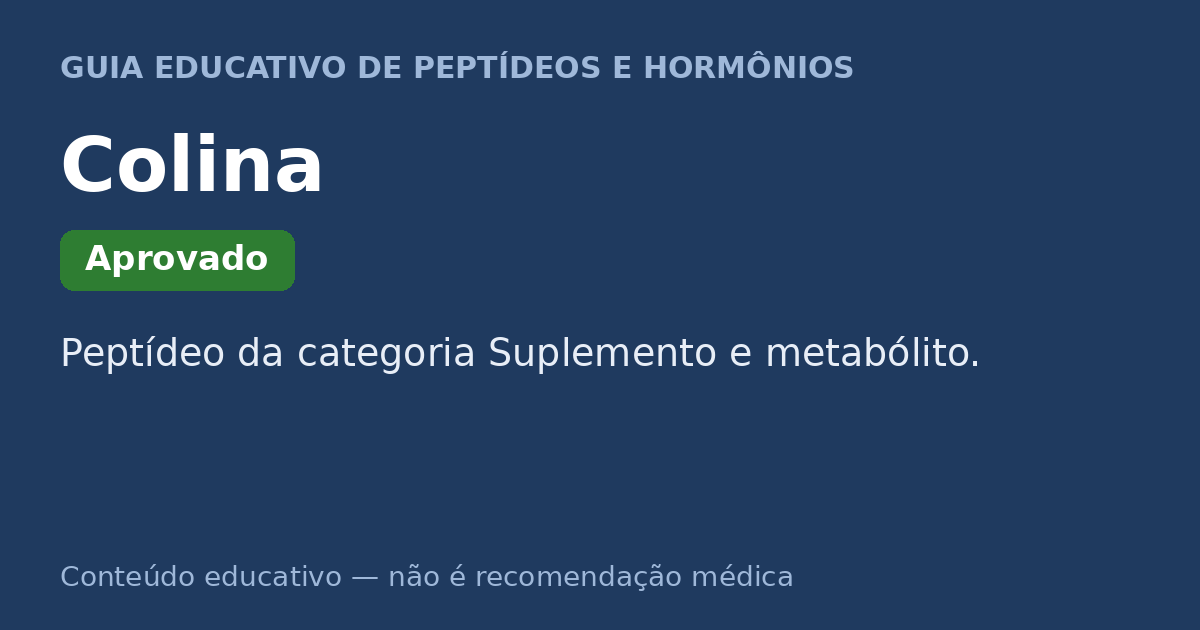 GUIA EDUCATIVO DE PEPTÍDEOS E HORMÔNIOS
Colina
Aprovado
Peptídeo da categoria Suplemento e metabólito.
Conteúdo educativo — não é recomendação médica